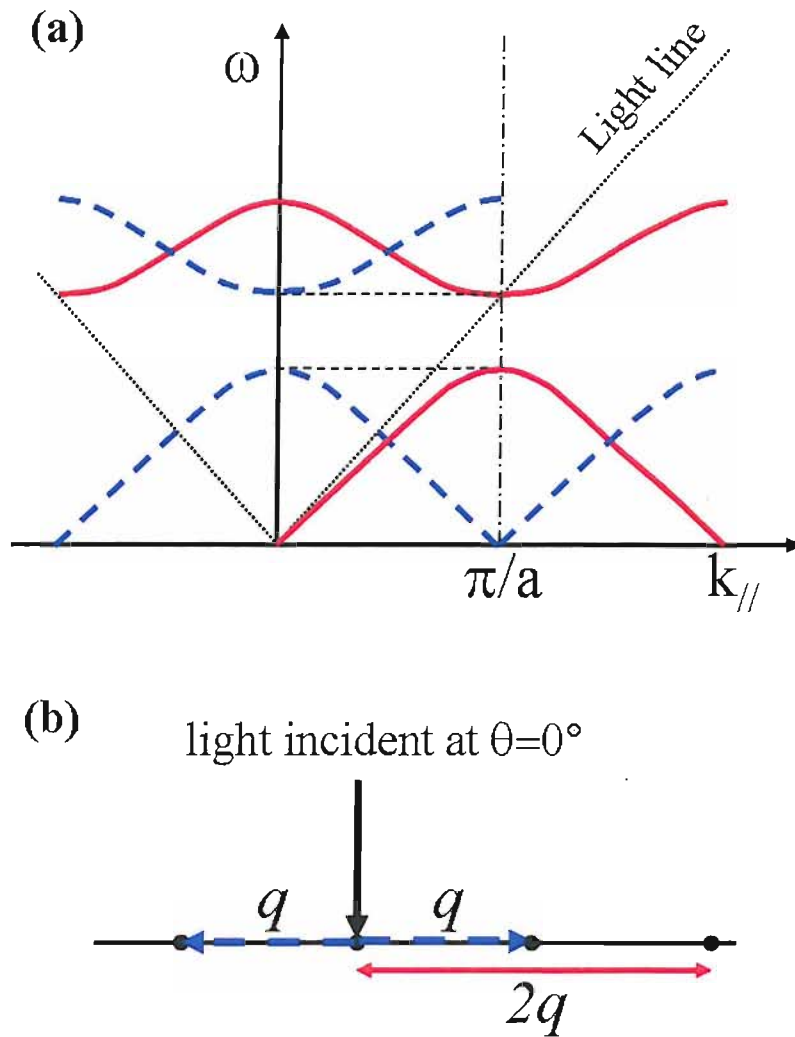 (a)
ω
Light line
π/a
k//
(b)
light incident at θ=0°
q
q
2q